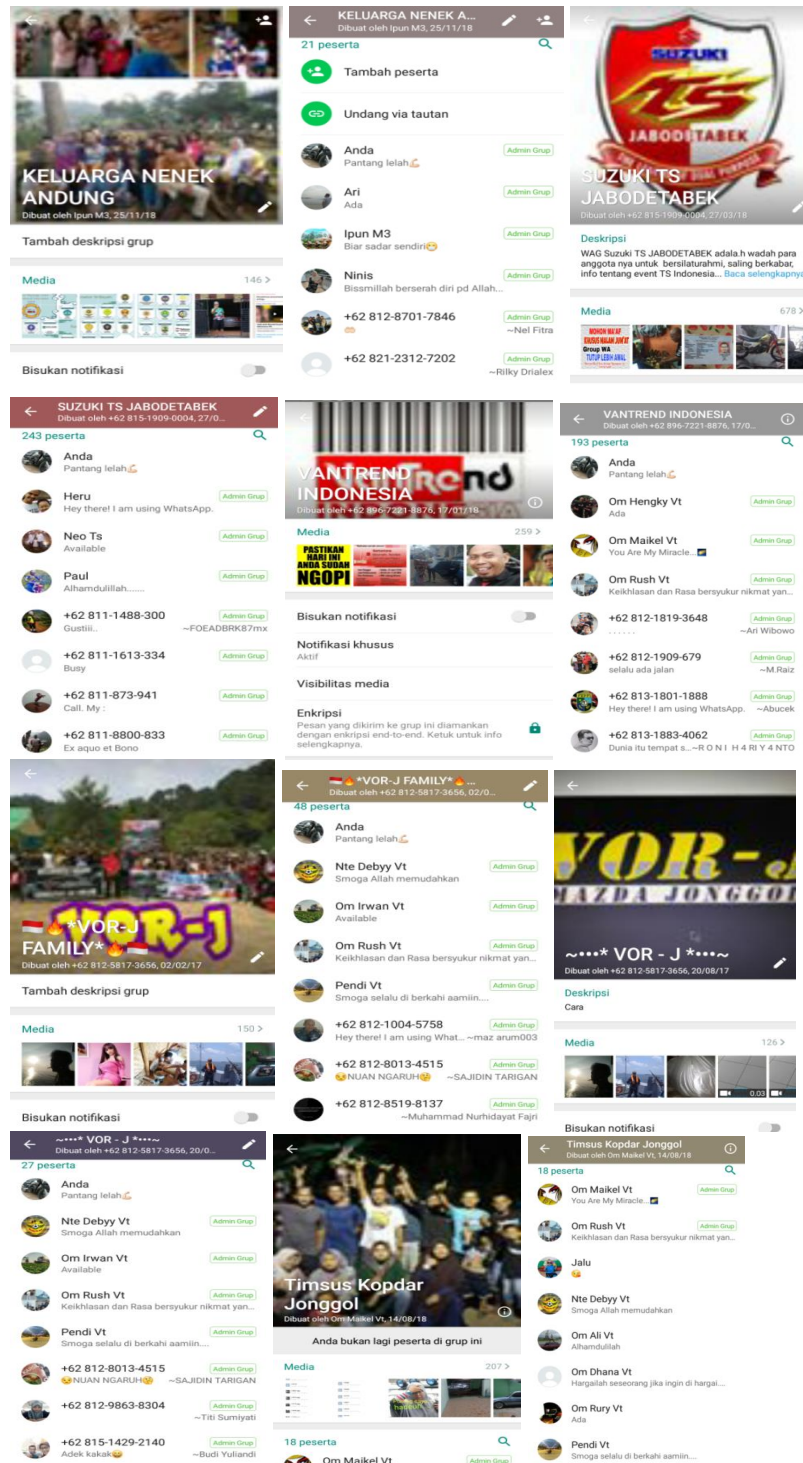 KELUARGA NENEK
ANDUNG
Dibuat oleh Ipun M3, 25/11/18
Tambah deskripsi grup
Media 146 >
Bisukan notifikasi
KELUARGA NENEK A...
Dibuat oleh Ipun M3, 25/11/18
21 peserta
Tambah peserta
Undang via tautan
Anda Admin Grup
Pantang lelah💪
Ari Admin Grup
Ada
Ipun M3 Admin Grup
Biar sadar sendiri
Ninis Admin Grup
Bissmillah berserah diri pd Allah...
+62 812-8701-7846 Admin Grup
~Nel Fitra
+62 821-2312-7202 Admin Grup
~Rilky Drialex
SUZUKI
TS
JABODETABEK
SUZUKI TS
JABODETABEK
Dibuat oleh +62 815-1909-0004, 27/03/18
Deskripsi
WAG Suzuki TS JABODETABEK adala.h wadah para
anggota nya untuk bersilaturahmi, saling berkabar,
info tentang event TS Indonesia... Baca selengkapnya
Media 678 >
MOHON MA'AF
KHUSUS MALAM JUM'AT
Group WA
TUTUP LEBIH AWAL
SUZUKI TS JABODETABEK
Dibuat oleh +62 815-1909-0004, 27/0...
243 peserta
Anda
Pantang lelah💪
Heru Admin Grup
Hey there! I am using WhatsApp.
Neo Ts Admin Grup
Available
Paul Admin Grup
Alhamdulillah.......
+62 811-1488-300 Admin Grup
Gustiii.. ~FOEADBRK87mx
+62 811-1613-334 Admin Grup
Busy
+62 811-873-941 Admin Grup
Call. My :
+62 811-8800-833 Admin Grup
Ex aquo et Bono
VANTREND
INDONESIA
Dibuat oleh +62 896-7221-8876, 17/01/18
Media 259 >
PASTIKAN
HARI INI
ANDA SUDAH
NGOPI
Bisukan notifikasi
Notifikasi khusus
Aktif
Visibilitas media
Enkripsi
Pesan yang dikirim ke grup ini diamankan
dengan enkripsi end-to-end. Ketuk untuk info
selengkapnya.
VANTREND INDONESIA
Dibuat oleh +62 896-7221-8876, 17/0...
193 peserta
Anda
Pantang lelah💪
Om Hengky Vt Admin Grup
Ada
Om Maikel Vt Admin Grup
You Are My Miracle...
Om Rush Vt Admin Grup
Keikhlasan dan Rasa bersyukur nikmat yan...
+62 812-1819-3648 Admin Grup
...... ~Ari Wibowo
+62 812-1909-679 Admin Grup
selalu ada jalan ~M.Raiz
+62 813-1801-1888 Admin Grup
Hey there! I am using WhatsApp. ~Abucek
+62 813-1883-4062 Admin Grup
Dunia itu tempat s...~R O N I H 4 RI Y 4 NTO
VOR-J
🇮🇩🔥*VOR-J
FAMILY*🔥🇮🇩
Dibuat oleh +62 812-5817-3656, 02/02/17
Tambah deskripsi grup
Media 150 >
Bisukan notifikasi
🇮🇩🔥*VOR-J FAMILY*🔥...
Dibuat oleh +62 812-5817-3656, 02/0...
48 peserta
Anda
Pantang lelah💪
Nte Debyy Vt Admin Grup
Smoga Allah memudahkan
Om Irwan Vt Admin Grup
Available
Om Rush Vt Admin Grup
Keikhlasan dan Rasa bersyukur nikmat yan...
Pendi Vt Admin Grup
Smoga selalu di berkahi aamiin....
+62 812-1004-5758 Admin Grup
Hey there! I am using What... ~maz arum003
+62 812-8013-4515 Admin Grup
NUAN NGARUH ~SAJIDIN TARIGAN
+62 812-8519-8137 Admin Grup
~Muhammad Nurhidayat Fajri
VOR-J
MAZDA JONGGOL
~•••* VOR - J *•••~
Dibuat oleh +62 812-5817-3656, 20/08/17
Deskripsi
Cara
Media 126 >
0.03
Bisukan notifikasi
~•••* VOR - J *•••~
Dibuat oleh +62 812-5817-3656, 20/0...
27 peserta
Anda
Pantang lelah💪
Nte Debyy Vt Admin Grup
Smoga Allah memudahkan
Om Irwan Vt Admin Grup
Available
Om Rush Vt Admin Grup
Keikhlasan dan Rasa bersyukur nikmat yan...
Pendi Vt Admin Grup
Smoga selalu di berkahi aamiin....
+62 812-8013-4515 Admin Grup
NUAN NGARUH ~SAJIDIN TARIGAN
+62 812-9863-8304 Admin Grup
~Titi Sumiyati
+62 815-1429-2140 Admin Grup
Adek kakak ~Budi Yuliandi
Timsus Kopdar
Jonggol
Dibuat oleh Om Maikel Vt, 14/08/18
Anda bukan lagi peserta di grup ini
Media 207 >
18 peserta
Om Maikel Vt Admin Grup
Timsus Kopdar Jonggol
Dibuat oleh Om Maikel Vt, 14/08/18
18 peserta
Om Maikel Vt Admin Grup
You Are My Miracle...
Om Rush Vt Admin Grup
Keikhlasan dan Rasa bersyukur nikmat yan...
Jalu
Nte Debyy Vt
Smoga Allah memudahkan
Om Ali Vt
Alhamdulilah
Om Dhana Vt
Hargailah seseorang jika ingin di hargai....
Om Rury Vt
Ada
Pendi Vt
Smoga selalu di berkahi aamiin....